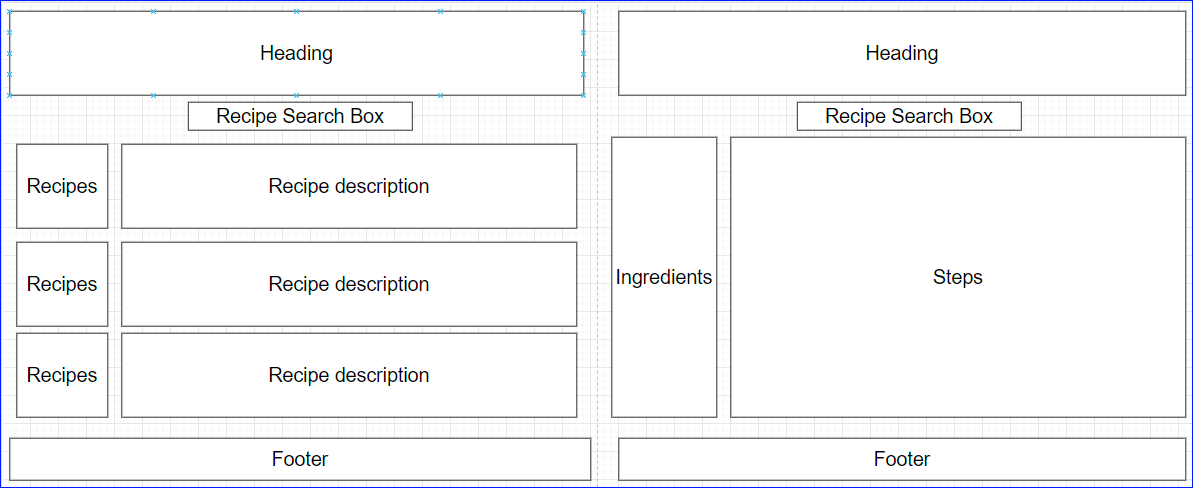 Heading
Recipe Search Box
Recipes
Recipe description
Recipes
Recipe description
Recipes
Recipe description
Footer
Heading
Recipe Search Box
Ingredients
Steps
Footer